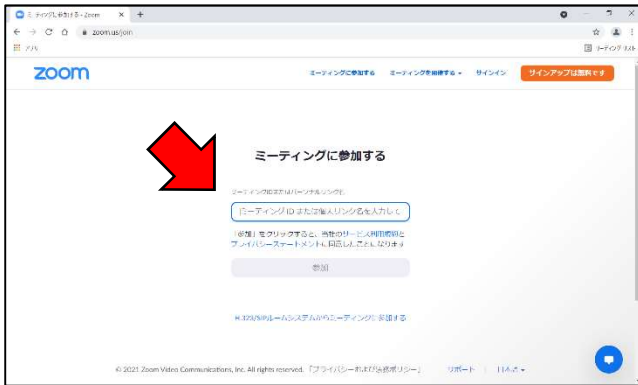 ミーティングに参加する - Zoom
zoom.us/join
アプリ
リーディング リスト
zoom
ミーティングに参加する ミーティングを開催する サインイン サインアップは無料です
ミーティングに参加する
ミーティングIDまたはパーソナルリンク名
ミーティング ID または個人リンク名を入力して
「参加」をクリックすると、当社のサービス利用規約と
プライバシーステートメントに同意したことになります
参加
H.323/SIPルームシステムからミーティングに参加する
© 2021 Zoom Video Communications, Inc. All rights reserved. 「プライバシーおよび法務ポリシー」 サポート 日本語